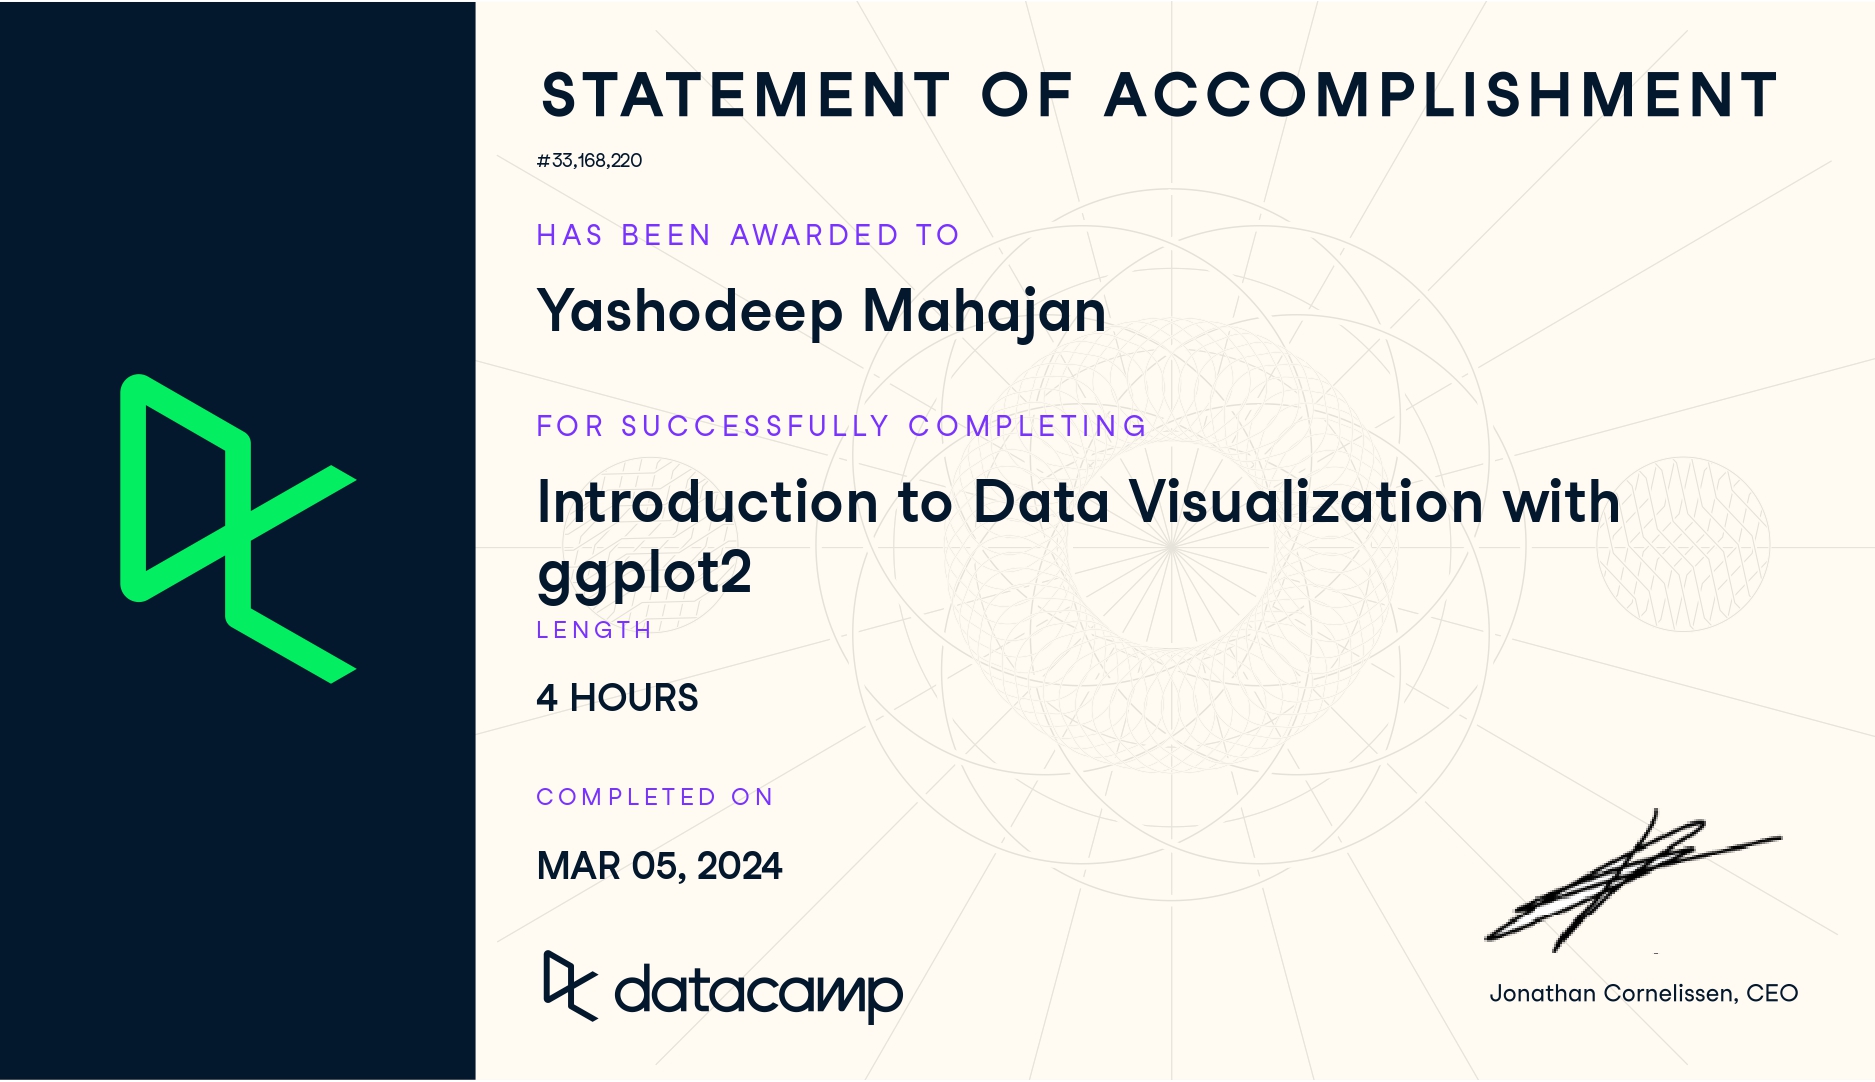 STATEMENT OF ACCOMPLISHMENT
#33,168,220
HAS BEEN AWARDED TO
Yashodeep Mahajan
FOR SUCCESSFULLY COMPLETING
Introduction to Data Visualization with
ggplot2
LENGTH
4 HOURS
COMPLETED ON
MAR 05, 2024
datacamp
Jonathan Cornelissen, CEO